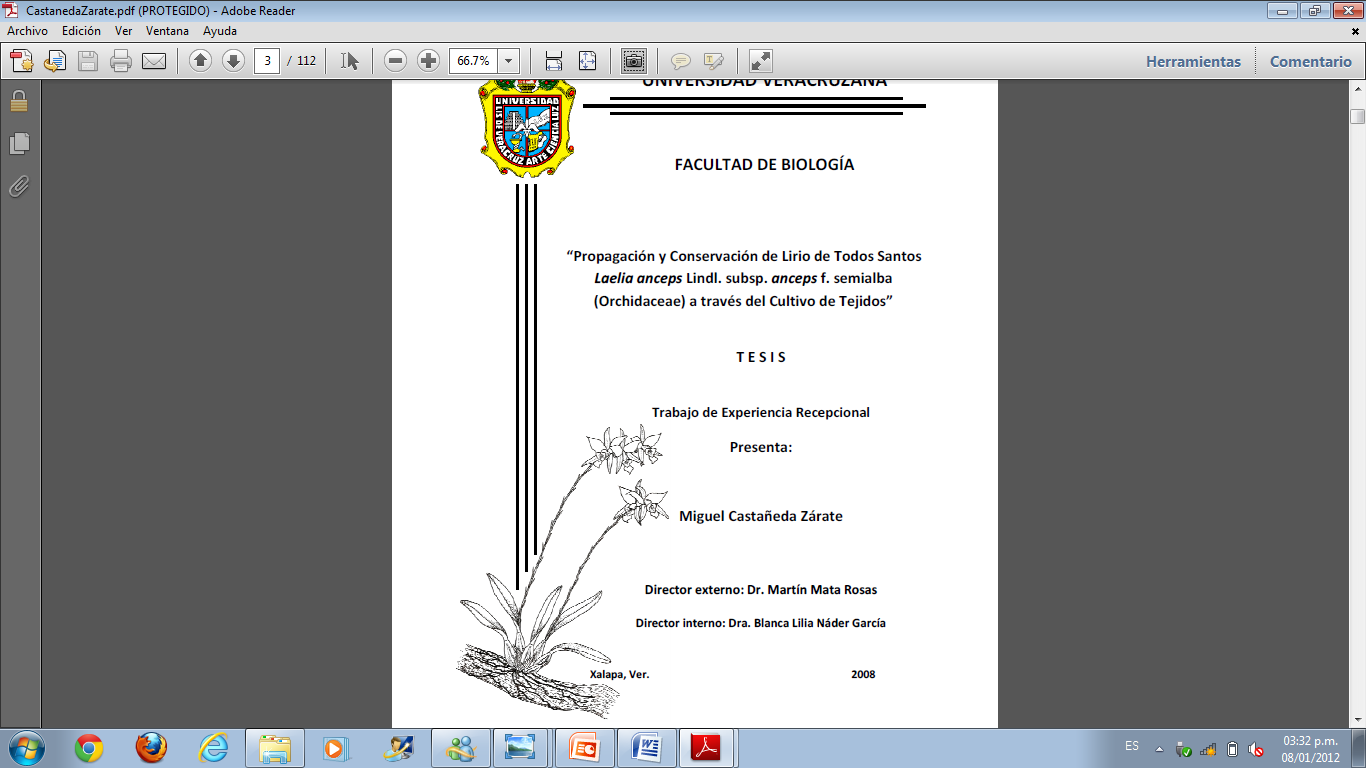 CastanedaZarate.pdf (PROTEGIDO) - Adobe Reader
Archivo Edición Ver Ventana Ayuda
3 / 112 66.7% Herramientas Comentario
UNIVERSIDAD VERACRUZANA
UNIVERSIDAD
LIS DE VERACRUZ ARTE CIENCIA LUZ
FACULTAD DE BIOLOGÍA
“Propagación y Conservación de Lirio de Todos Santos
Laelia anceps Lindl. subsp. anceps f. semialba
(Orchidaceae) a través del Cultivo de Tejidos”
T E S I S
Trabajo de Experiencia Recepcional
Presenta:
Miguel Castañeda Zárate
Director externo: Dr. Martín Mata Rosas
Director interno: Dra. Blanca Lilia Náder García
Xalapa, Ver. 2008
ES
03:32 p.m.
08/01/2012